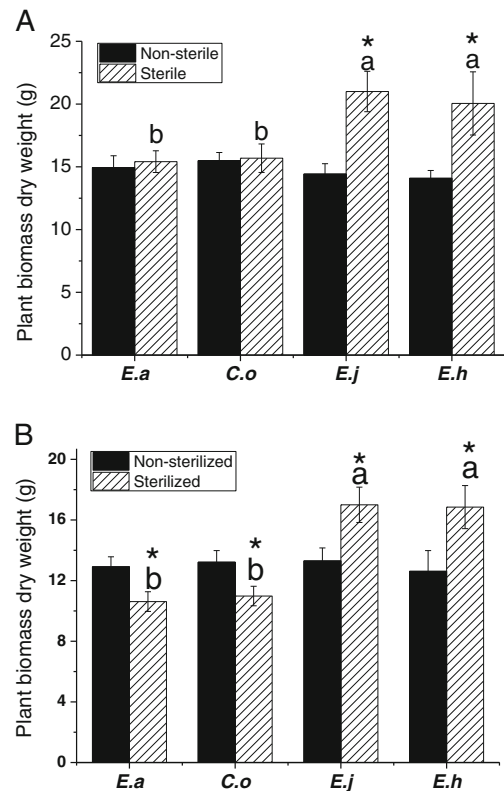 A
25
20
15
10
5
0
Plant biomass dry weight (g)
Non-sterile
Sterile
b
b
*
a
*
a
E.a C.o E.j E.h
B
20
16
12
8
4
0
Plant biomass dry weight (g)
Non-sterilized
Sterilized
*
b
*
b
*
a
*
a
E.a C.o E.j E.h